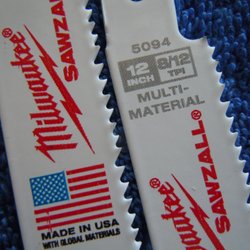 Milwaukee®
SAWZALL®
MADE IN USA
WITH GLOBAL MATERIALS
5094
12 INCH
8/12 TPI
MULTI-
MATERIAL
Milwaukee®
SAWZALL®